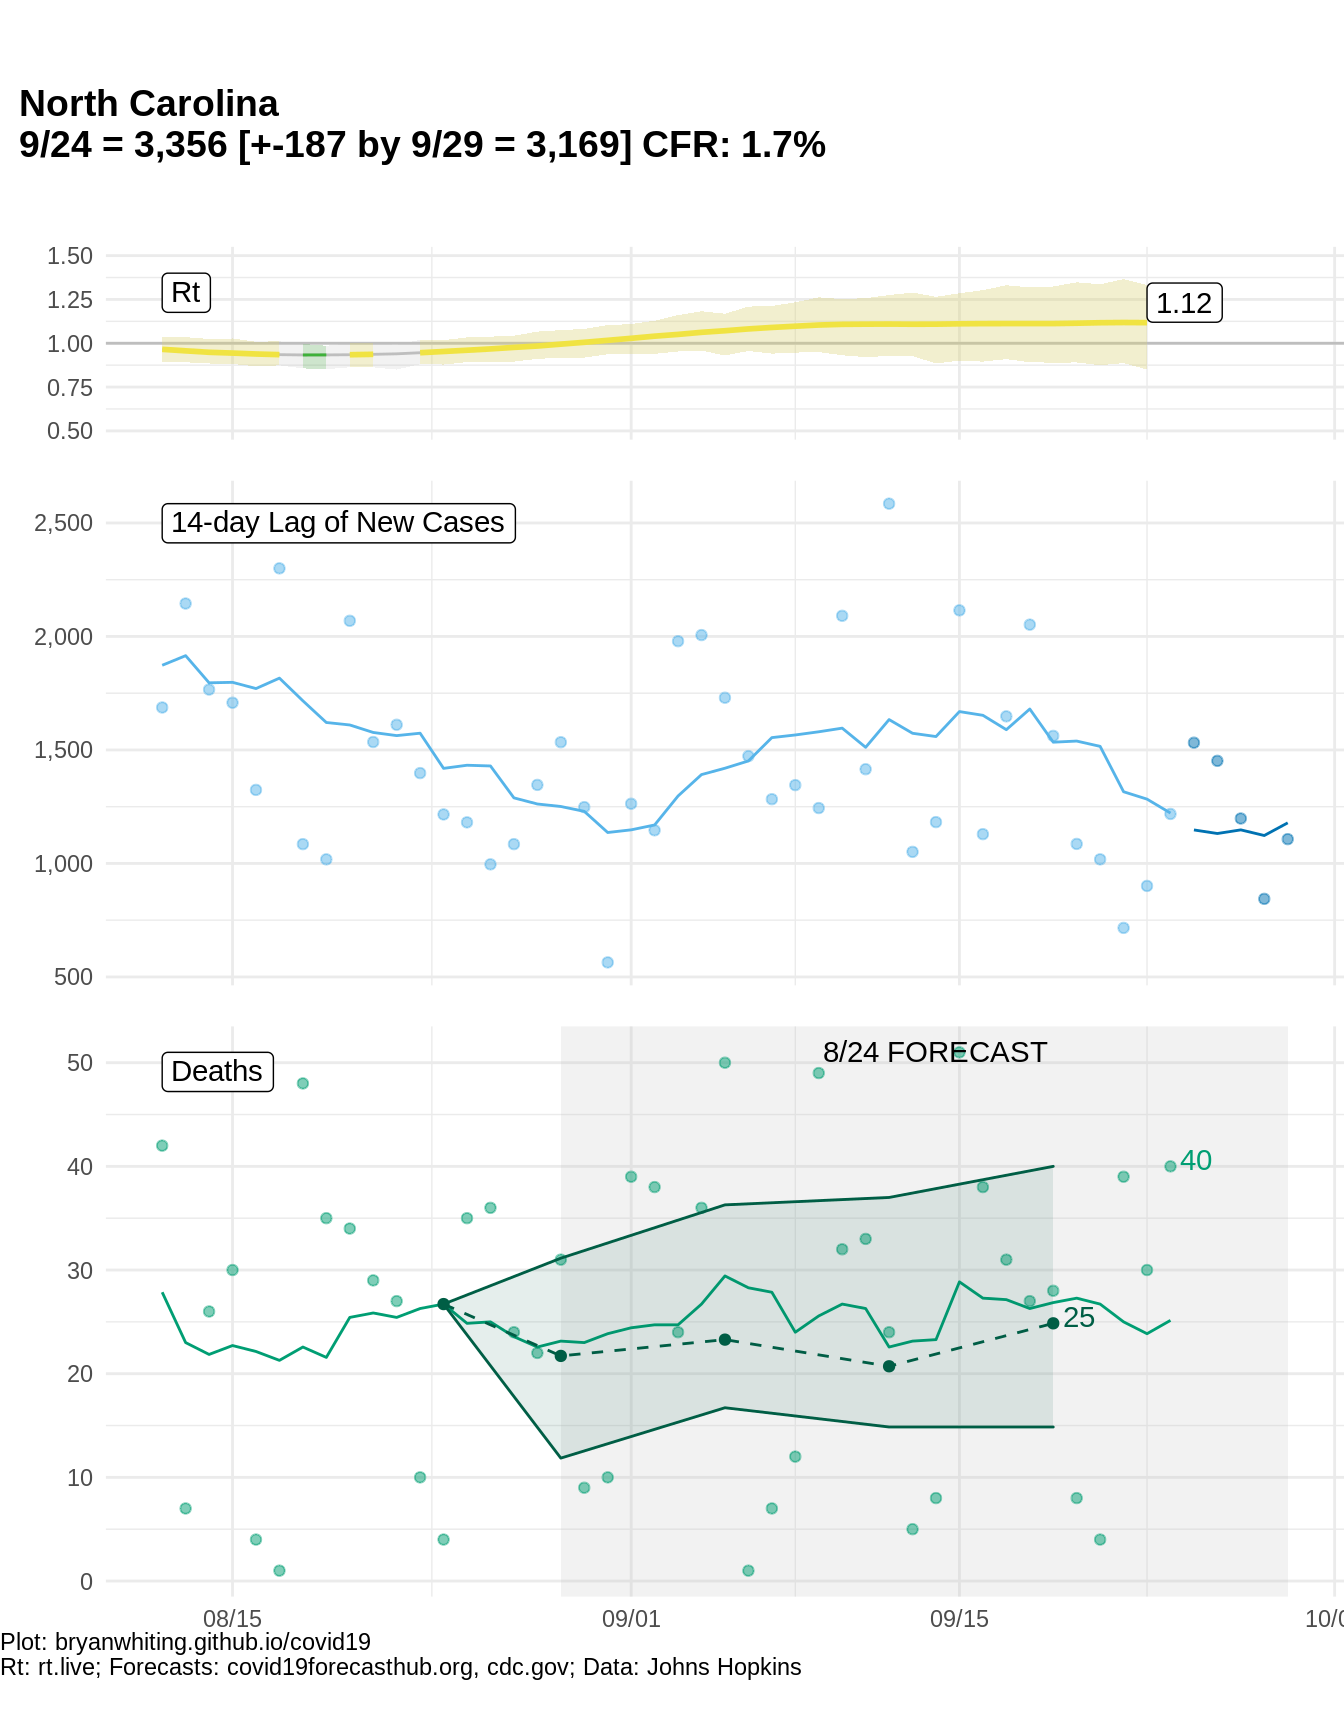 North Carolina
9/24 = 3,356 [+-187 by 9/29 = 3,169] CFR: 1.7%
1.50
1.25
1.00
0.75
0.50
Rt
1.12
2,500
2,000
1,500
1,000
500
14-day Lag of New Cases
50
40
30
20
10
0
Deaths
8/24 FORECAST
40
25
08/15
09/01
09/15
Plot: bryanwhiting.github.io/covid19
Rt: rt.live; Forecasts: covid19forecasthub.org, cdc.gov; Data: Johns Hopkins